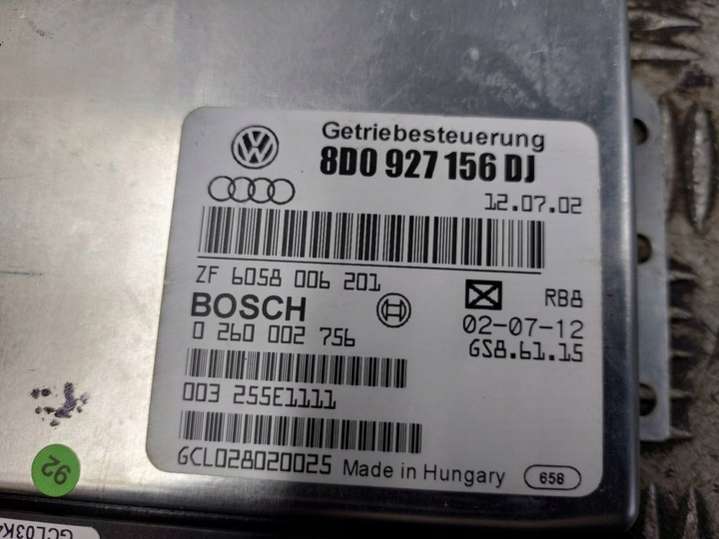 Getriebesteuerung
8D0 927 156 DJ
12.07.02
ZF 6058 006 201
RB8
BOSCH
02-07-12
0 260 002 756
GS8.61.15
003 255E1111
GCL028020025 Made in Hungary 658
92
GCL03K